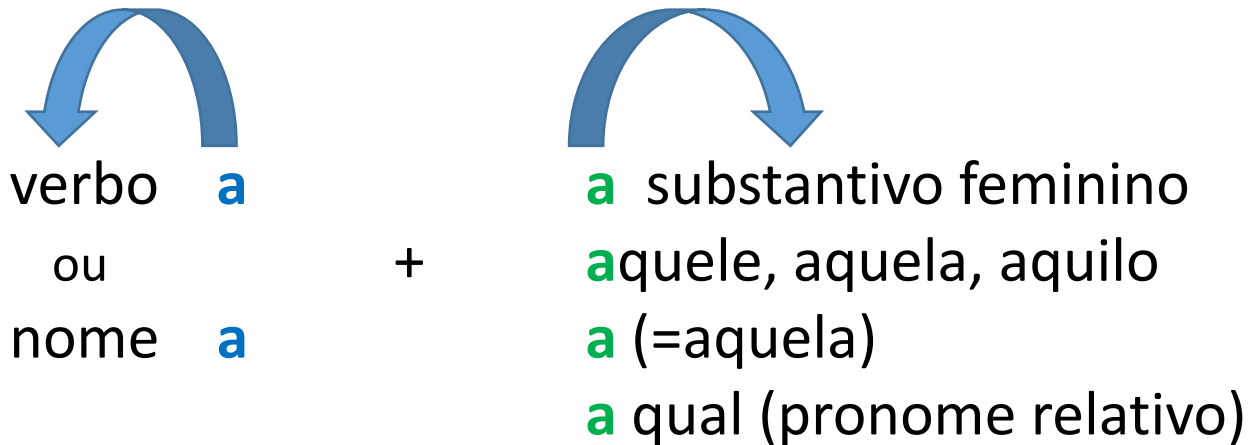 verbo a a substantivo feminino
ou + aquele, aquela, aquilo
nome a a (=aquela)
a qual (pronome relativo)